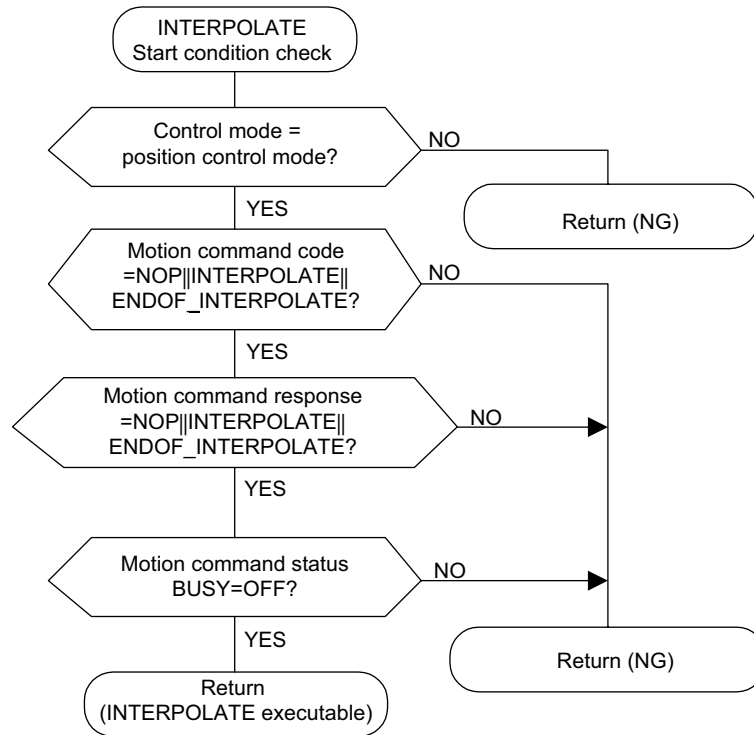 INTERPOLATE
Start condition check
Control mode =
position control mode?
NO
Return (NG)
YES
Motion command code
=NOP||INTERPOLATE||
ENDOF_INTERPOLATE?
NO
YES
Motion command response
=NOP||INTERPOLATE||
ENDOF_INTERPOLATE?
NO
YES
Motion command status
BUSY=OFF?
NO
YES
Return (NG)
Return
(INTERPOLATE executable)